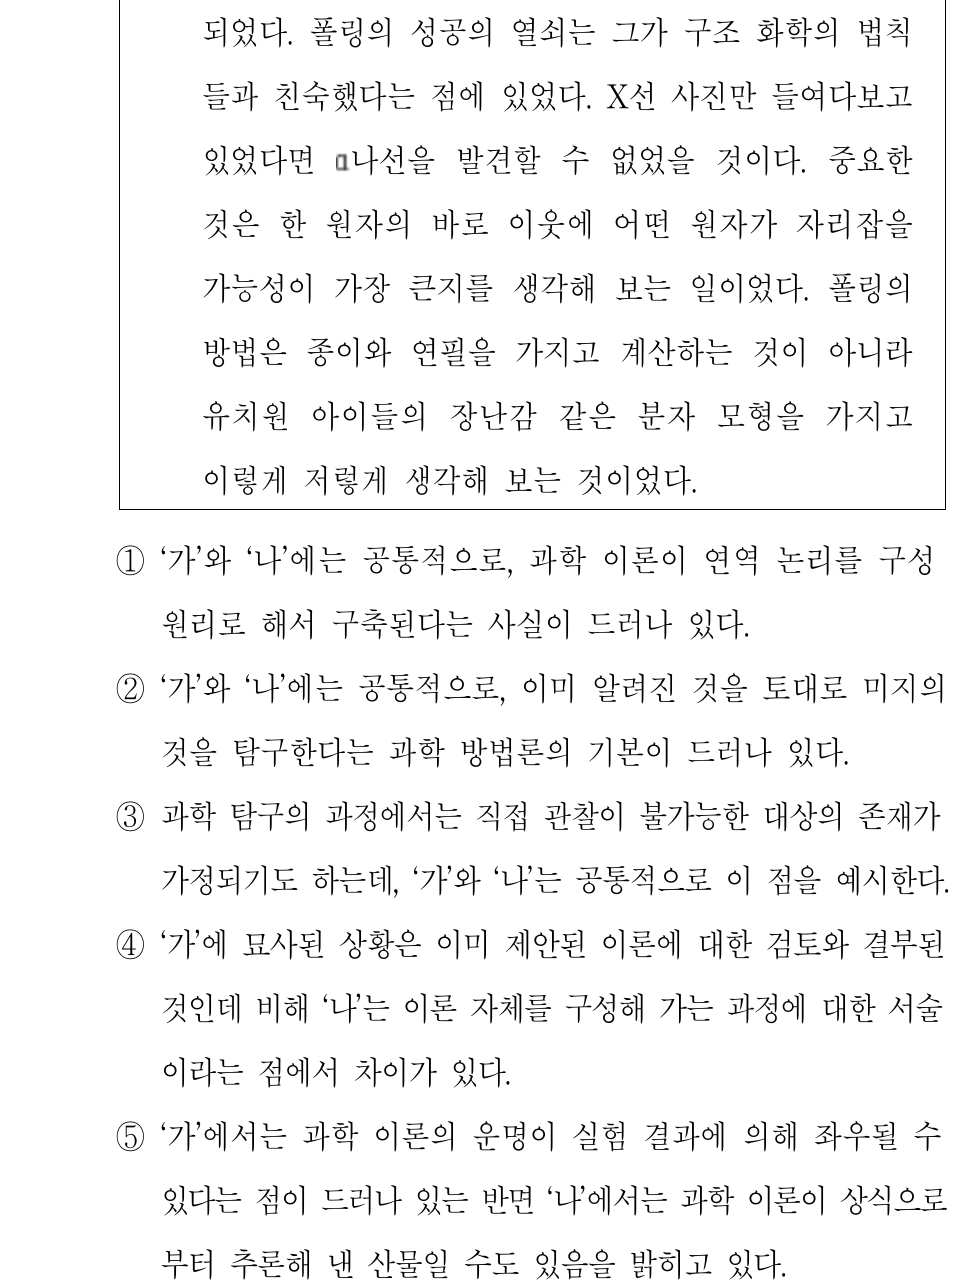 되었다. 폴링의 성공의 열쇠는 그가 구조 화학의 법칙
들과 친숙했다는 점에 있었다. X선 사진만 들여다보고
있었다면 α나선을 발견할 수 없었을 것이다. 중요한
것은 한 원자의 바로 이웃에 어떤 원자가 자리잡을
가능성이 가장 큰지를 생각해 보는 일이었다. 폴링의
방법은 종이와 연필을 가지고 계산하는 것이 아니라
유치원 아이들의 장난감 같은 분자 모형을 가지고
이렇게 저렇게 생각해 보는 것이었다.
① ‘가’와 ‘나’에는 공통적으로, 과학 이론이 연역 논리를 구성
원리로 해서 구축된다는 사실이 드러나 있다.
② ‘가’와 ‘나’에는 공통적으로, 이미 알려진 것을 토대로 미지의
것을 탐구한다는 과학 방법론의 기본이 드러나 있다.
③ 과학 탐구의 과정에서는 직접 관찰이 불가능한 대상의 존재가
가정되기도 하는데, ‘가’와 ‘나’는 공통적으로 이 점을 예시한다.
④ ‘가’에 묘사된 상황은 이미 제안된 이론에 대한 검토와 결부된
것인데 비해 ‘나’는 이론 자체를 구성해 가는 과정에 대한 서술
이라는 점에서 차이가 있다.
⑤ ‘가’에서는 과학 이론의 운명이 실험 결과에 의해 좌우될 수
있다는 점이 드러나 있는 반면 ‘나’에서는 과학 이론이 상식으로
부터 추론해 낸 산물일 수도 있음을 밝히고 있다.